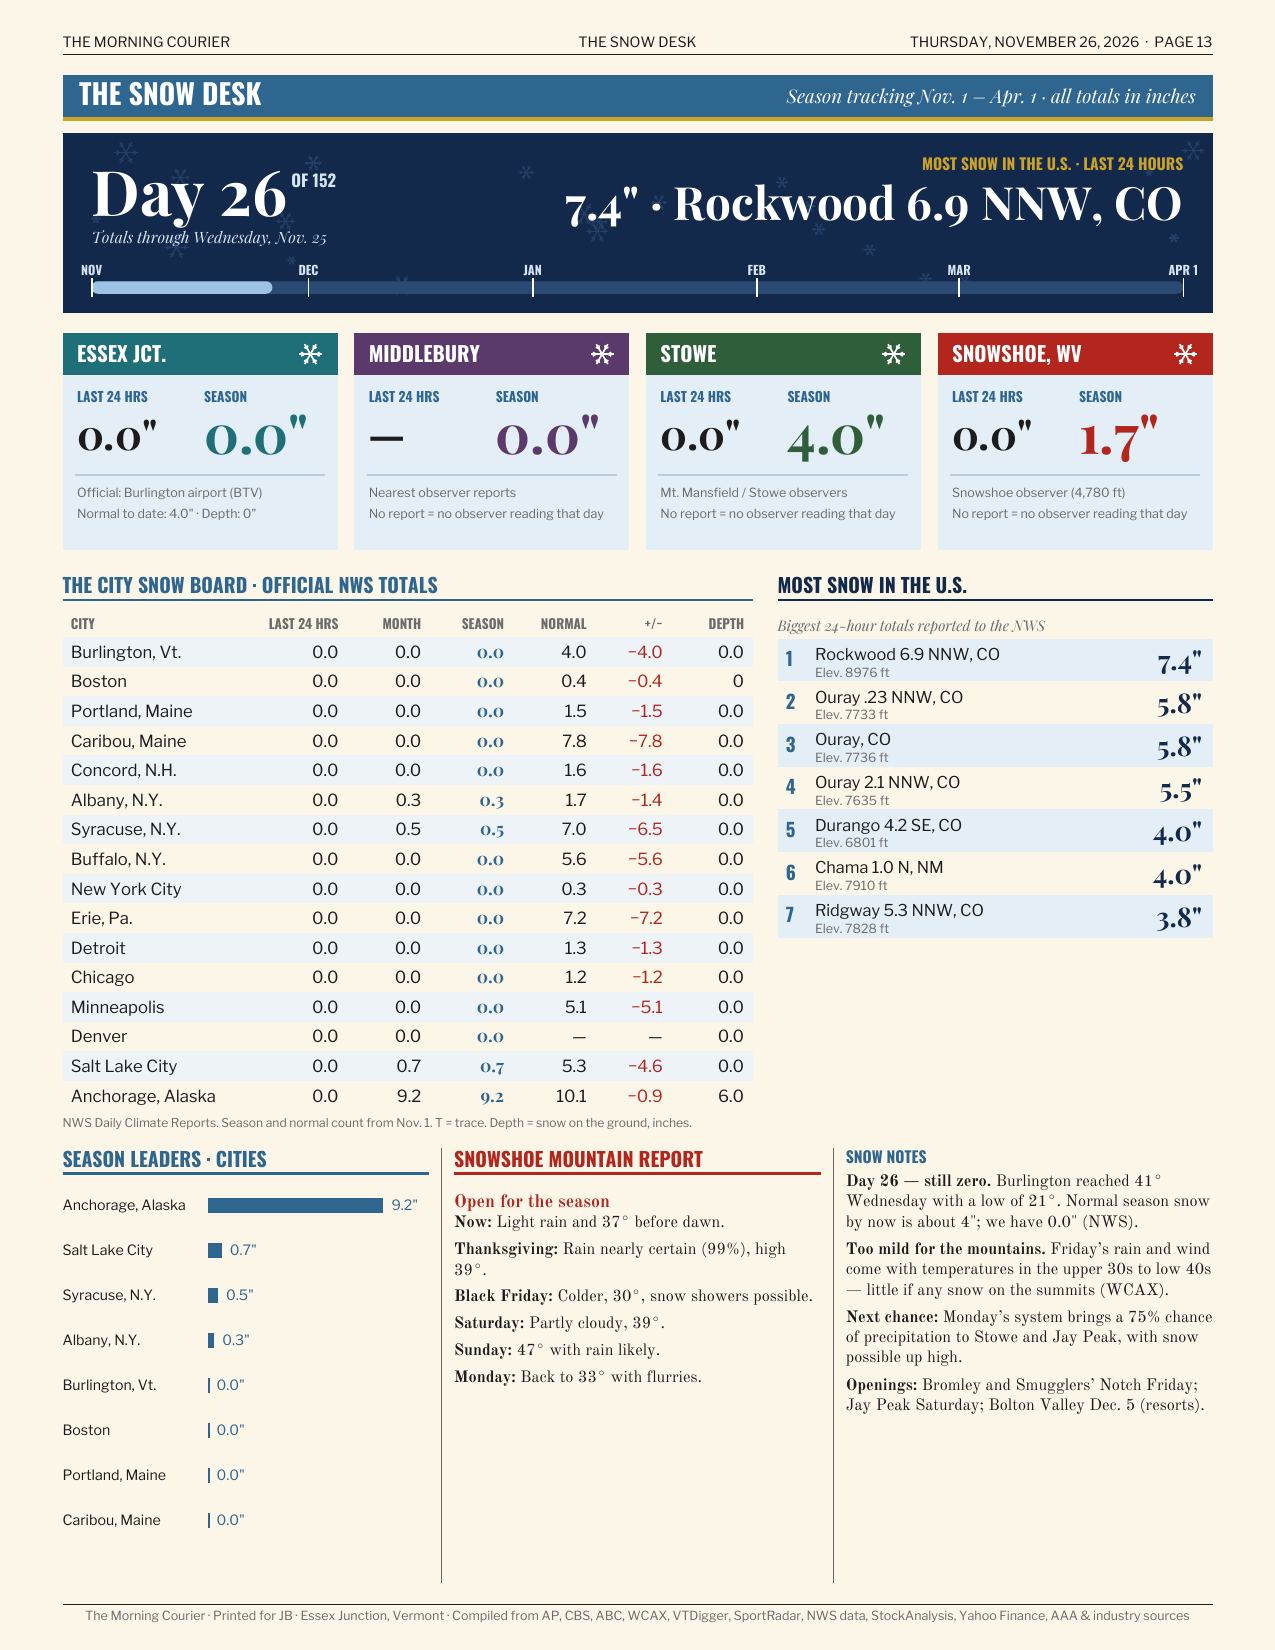 THE MORNING COURIER THE SNOW DESK THURSDAY, NOVEMBER 26, 2026 · PAGE 13
THE SNOW DESK Season tracking Nov. 1 – Apr. 1 · all totals in inches
MOST SNOW IN THE U.S. · LAST 24 HOURS
Day 26 OF 152 7.4" · Rockwood 6.9 NNW, CO
Totals through Wednesday, Nov. 25
NOV DEC JAN FEB MAR APR 1
ESSEX JCT.
LAST 24 HRS SEASON
0.0" 0.0"
Official: Burlington airport (BTV)
Normal to date: 4.0" · Depth: 0"
MIDDLEBURY
LAST 24 HRS SEASON
— 0.0"
Nearest observer reports
No report = no observer reading that day
STOWE
LAST 24 HRS SEASON
0.0" 4.0"
Mt. Mansfield / Stowe observers
No report = no observer reading that day
SNOWSHOE, WV
LAST 24 HRS SEASON
0.0" 1.7"
Snowshoe observer (4,780 ft)
No report = no observer reading that day
THE CITY SNOW BOARD · OFFICIAL NWS TOTALS
CITY LAST 24 HRS MONTH SEASON NORMAL +/− DEPTH
Burlington, Vt. 0.0 0.0 0.0 4.0 −4.0 0.0
Boston 0.0 0.0 0.0 0.4 −0.4 0
Portland, Maine 0.0 0.0 0.0 1.5 −1.5 0.0
Caribou, Maine 0.0 0.0 0.0 7.8 −7.8 0.0
Concord, N.H. 0.0 0.0 0.0 1.6 −1.6 0.0
Albany, N.Y. 0.0 0.3 0.3 1.7 −1.4 0.0
Syracuse, N.Y. 0.0 0.5 0.5 7.0 −6.5 0.0
Buffalo, N.Y. 0.0 0.0 0.0 5.6 −5.6 0.0
New York City 0.0 0.0 0.0 0.3 −0.3 0.0
Erie, Pa. 0.0 0.0 0.0 7.2 −7.2 0.0
Detroit 0.0 0.0 0.0 1.3 −1.3 0.0
Chicago 0.0 0.0 0.0 1.2 −1.2 0.0
Minneapolis 0.0 0.0 0.0 5.1 −5.1 0.0
Denver 0.0 0.0 0.0 — — 0.0
Salt Lake City 0.0 0.7 0.7 5.3 −4.6 0.0
Anchorage, Alaska 0.0 9.2 9.2 10.1 −0.9 6.0
NWS Daily Climate Reports. Season and normal count from Nov. 1. T = trace. Depth = snow on the ground, inches.
MOST SNOW IN THE U.S.
Biggest 24-hour totals reported to the NWS
1 Rockwood 6.9 NNW, CO 7.4"
Elev. 8976 ft
2 Ouray .23 NNW, CO 5.8"
Elev. 7733 ft
3 Ouray, CO 5.8"
Elev. 7736 ft
4 Ouray 2.1 NNW, CO 5.5"
Elev. 7635 ft
5 Durango 4.2 SE, CO 4.0"
Elev. 6801 ft
6 Chama 1.0 N, NM 4.0"
Elev. 7910 ft
7 Ridgway 5.3 NNW, CO 3.8"
Elev. 7828 ft
SEASON LEADERS · CITIES
Anchorage, Alaska 9.2"
Salt Lake City 0.7"
Syracuse, N.Y. 0.5"
Albany, N.Y. 0.3"
Burlington, Vt. 0.0"
Boston 0.0"
Portland, Maine 0.0"
Caribou, Maine 0.0"
SNOWSHOE MOUNTAIN REPORT
Open for the season
Now: Light rain and 37° before dawn.
Thanksgiving: Rain nearly certain (99%), high
39°.
Black Friday: Colder, 30°, snow showers possible.
Saturday: Partly cloudy, 39°.
Sunday: 47° with rain likely.
Monday: Back to 33° with flurries.
SNOW NOTES
Day 26 — still zero. Burlington reached 41°
Wednesday with a low of 21°. Normal season snow
by now is about 4"; we have 0.0" (NWS).
Too mild for the mountains. Friday's rain and wind
come with temperatures in the upper 30s to low 40s
— little if any snow on the summits (WCAX).
Next chance: Monday's system brings a 75% chance
of precipitation to Stowe and Jay Peak, with snow
possible up high.
Openings: Bromley and Smugglers' Notch Friday;
Jay Peak Saturday; Bolton Valley Dec. 5 (resorts).
The Morning Courier · Printed for JB · Essex Junction, Vermont · Compiled from AP, CBS, ABC, WCAX, VTDigger, SportRadar, NWS data, StockAnalysis, Yahoo Finance, AAA & industry sources